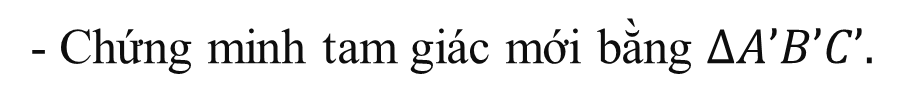 - Chứng minh tam giác mới bằng ΔA’B’C’.